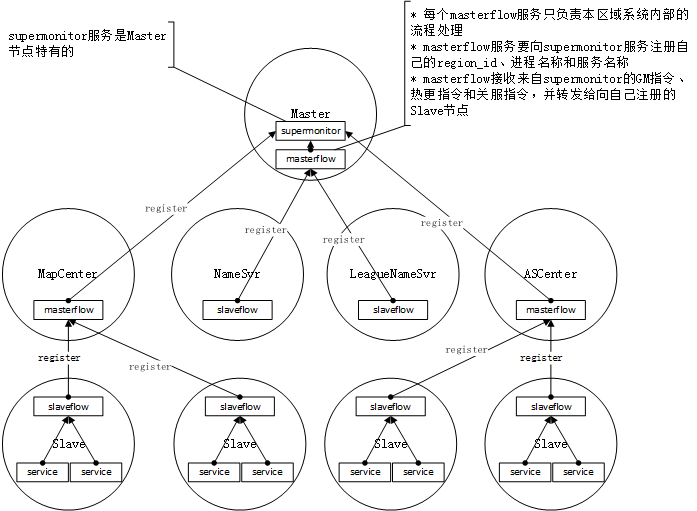 supermonitor服务是Master
节点特有的
* 每个masterflow服务只负责本区域系统内部的
流程处理
* masterflow服务要向supermonitor服务注册自
己的region_id、进程名称和服务名称
* masterflow接收来自supermonitor的GM指令、
热更指令和关服指令，并转发给向自己注册的
Slave节点
Master
supermonitor
masterflow
register
register
register
register
MapCenter
NameSvr
LeagueNameSvr
ASCenter
masterflow
slaveflow
slaveflow
masterflow
register
register
register
register
slaveflow
slaveflow
slaveflow
slaveflow
Slave
Slave
Slave
Slave
service
service
service
service
service
service
service
service